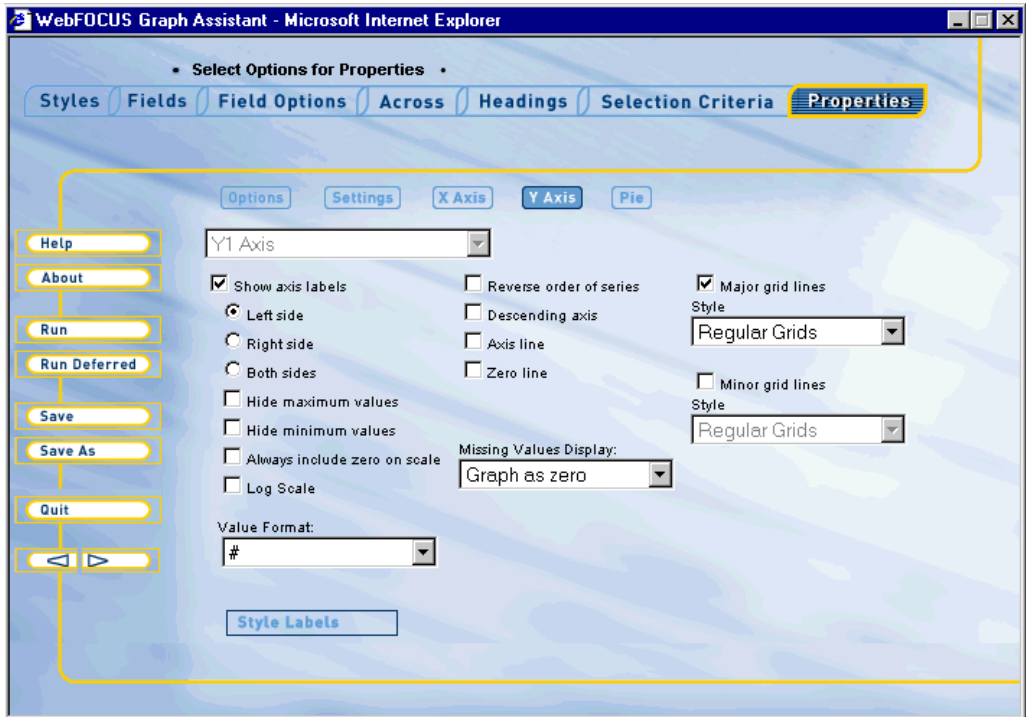 WebFOCUS Graph Assistant - Microsoft Internet Explorer
• Select Options for Properties •
Styles Fields Field Options Across Headings Selection Criteria Properties
Options Settings X Axis Y Axis Pie
Help
About
Run
Run Deferred
Save
Save As
Quit
Y1 Axis
Show axis labels
Left side
Right side
Both sides
Hide maximum values
Hide minimum values
Always include zero on scale
Log Scale
Value Format:
#
Style Labels
Reverse order of series
Descending axis
Axis line
Zero line
Missing Values Display:
Graph as zero
Major grid lines
Style
Regular Grids
Minor grid lines
Style
Regular Grids